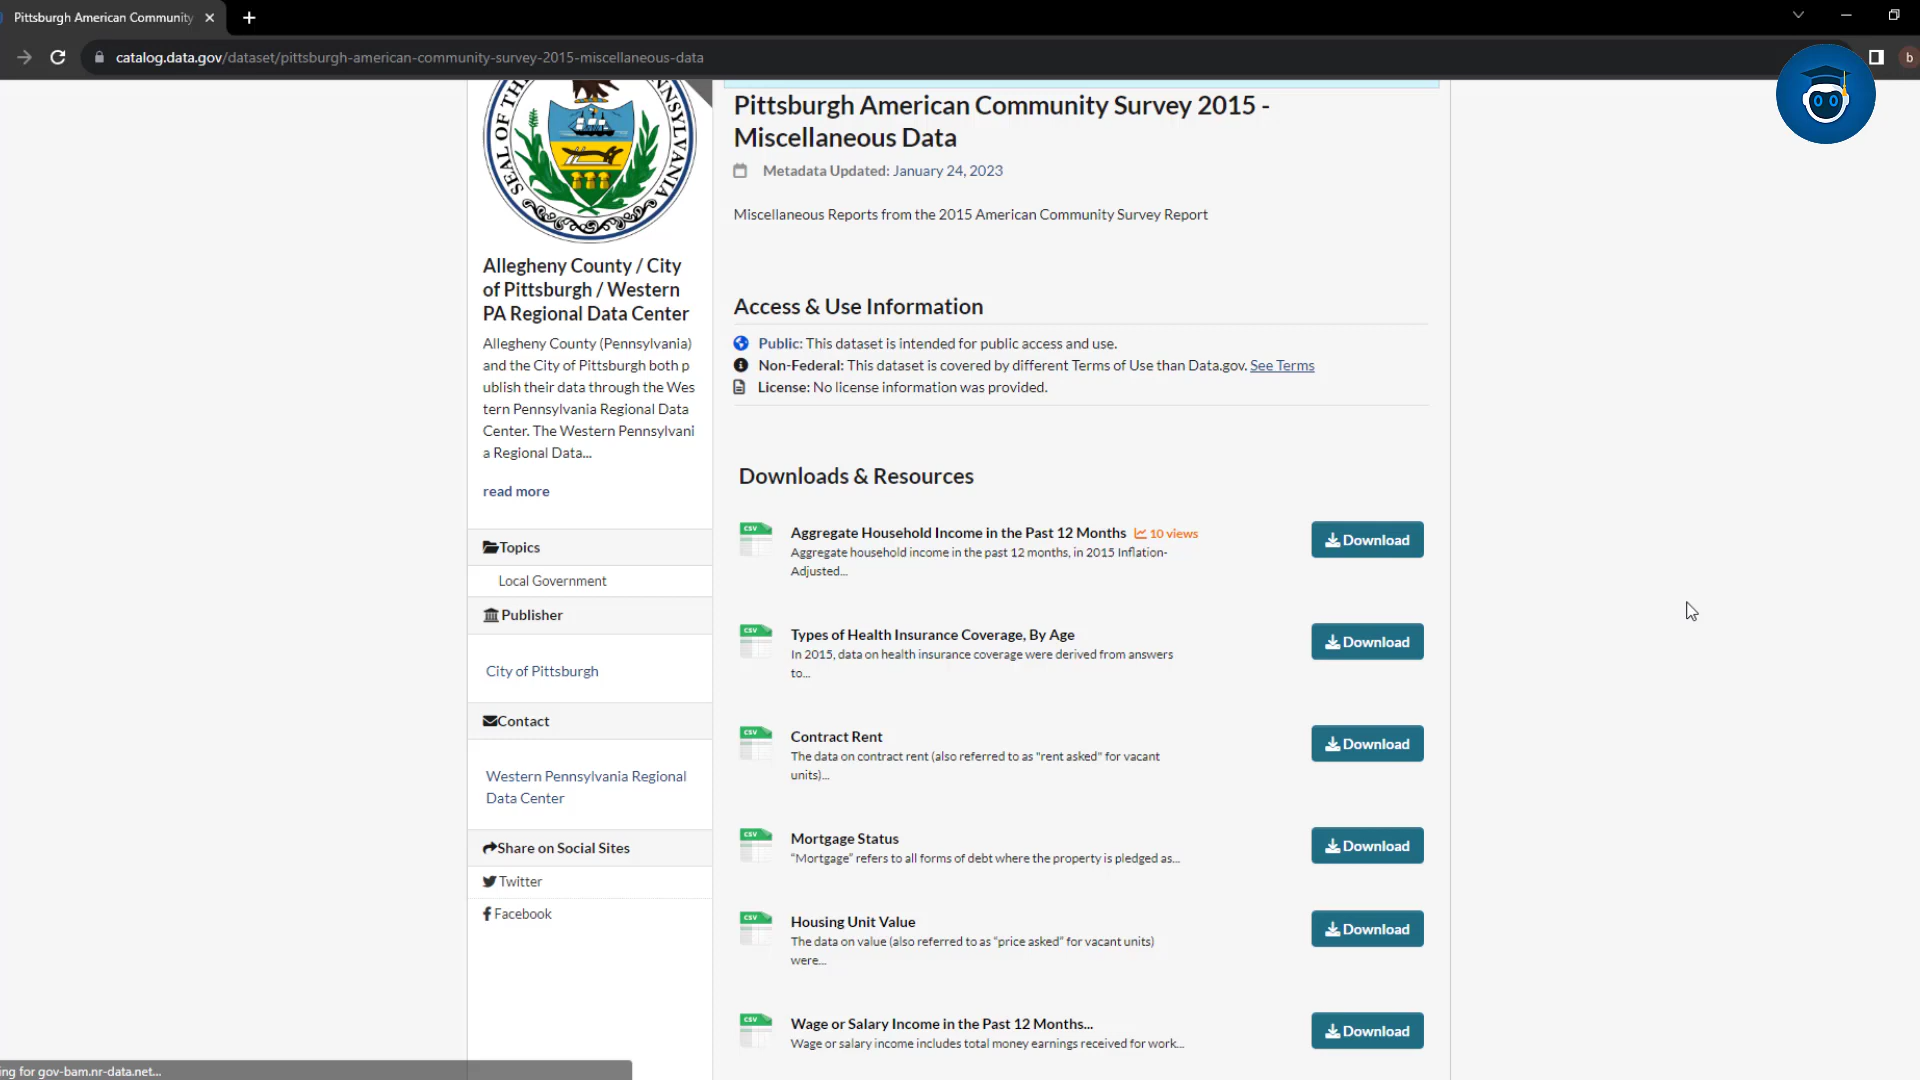 Pittsburgh American Community
catalog.data.gov/dataset/pittsburgh-american-community-survey-2015-miscellaneous-data
b
SEAL OF THE
NNSYLVANIA
Allegheny County / City
of Pittsburgh / Western
PA Regional Data Center
Allegheny County (Pennsylvania)
and the City of Pittsburgh both p
ublish their data through the Wes
tern Pennsylvania Regional Data
Center. The Western Pennsylvani
a Regional Data...
read more
Topics
Local Government
Publisher
City of Pittsburgh
Contact
Western Pennsylvania Regional
Data Center
Share on Social Sites
Twitter
Facebook
Pittsburgh American Community Survey 2015 -
Miscellaneous Data
Metadata Updated: January 24, 2023
Miscellaneous Reports from the 2015 American Community Survey Report
Access & Use Information
Public: This dataset is intended for public access and use.
Non-Federal: This dataset is covered by different Terms of Use than Data.gov. See Terms
License: No license information was provided.
Downloads & Resources
CSV
Aggregate Household Income in the Past 12 Months 10 views
Aggregate household income in the past 12 months, in 2015 Inflation-
Adjusted...
Download
CSV
Types of Health Insurance Coverage, By Age
In 2015, data on health insurance coverage were derived from answers
to...
Download
CSV
Contract Rent
The data on contract rent (also referred to as "rent asked" for vacant
units)...
Download
CSV
Mortgage Status
“Mortgage” refers to all forms of debt where the property is pledged as...
Download
CSV
Housing Unit Value
The data on value (also referred to as “price asked” for vacant units)
were...
Download
CSV
Wage or Salary Income in the Past 12 Months...
Wage or salary income includes total money earnings received for work...
Download
ing for gov-bam.nr-data.net...